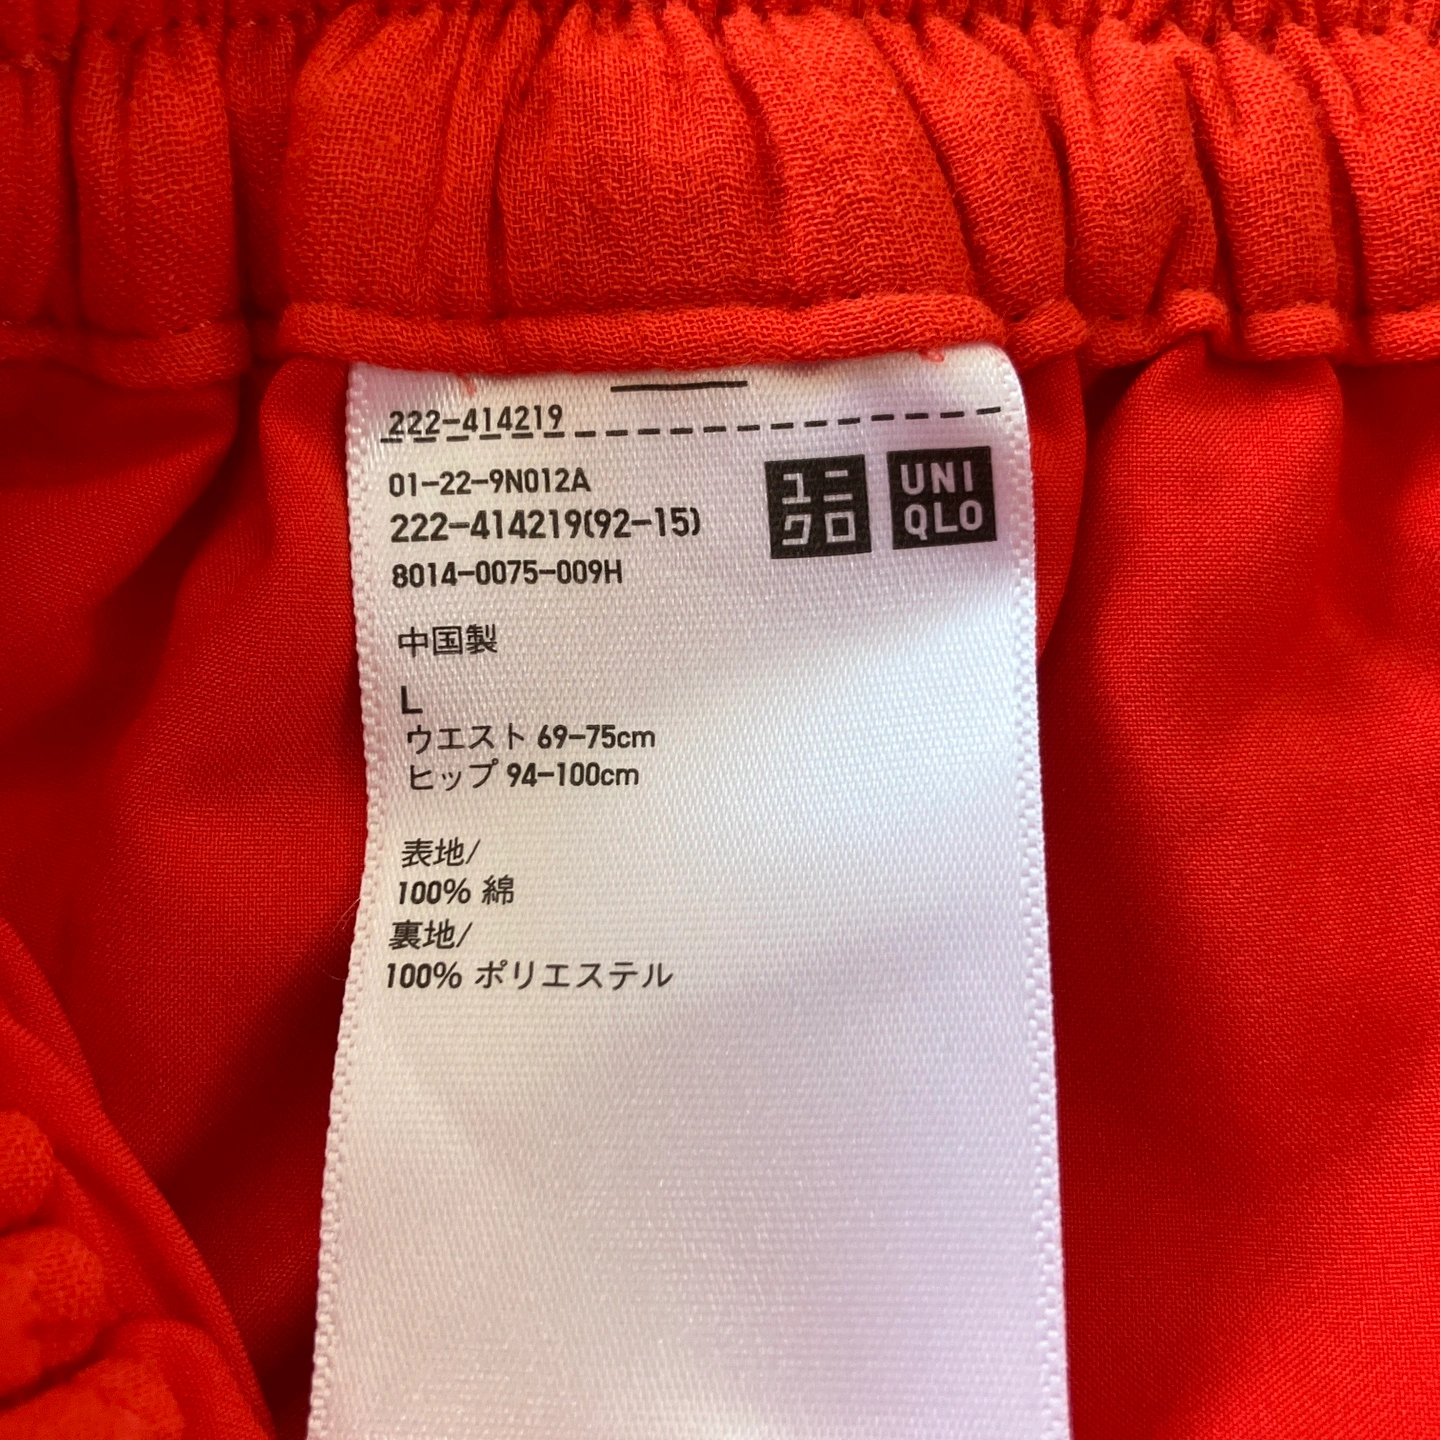 222-414219
01-22-9N012A
222-414219(92-15)
8014-0075-009H
ユニ
クロ
UNI
QLO
中国製
L
ウエスト 69-75cm
ヒップ 94-100cm
表地/
100% 綿
裏地/
100% ポリエステル